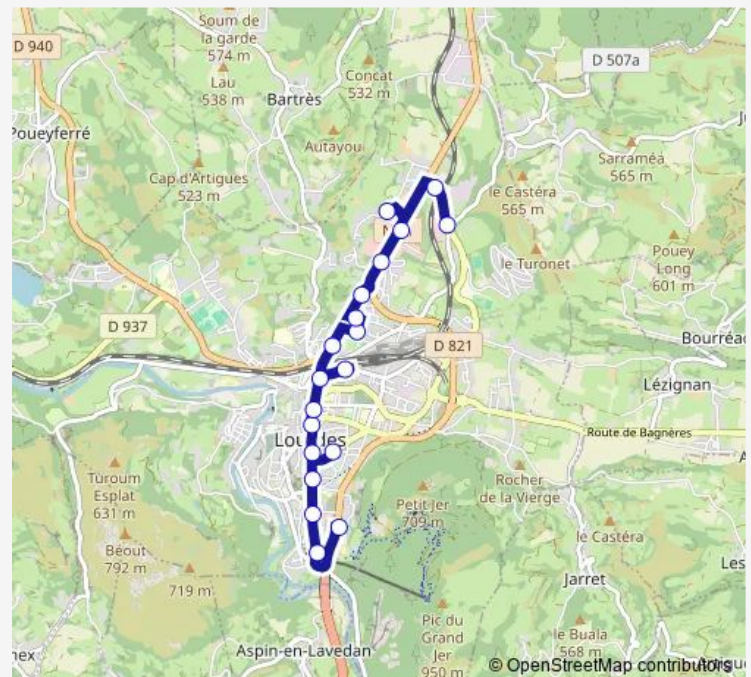 Soum de
la garde
574 m
D 940
Lau
538 m
Concat
532 m
D 507a
Bartrès
Poueyferré
Autayou
Sarraméa
565 m
Cap d'Artigues
523 m
le Castéra
565 m
le Turonet
Pouey
Long
601 m
D 937
D 821
Lézignan
Lourdes
Route de Bagnères
Turoum
Esplat
631 m
Rocher
de la Vierge
Petit Jer
709 m
Béout
792 m
719 m
le Castéra
Jarret
Pic du
Grand
Jer
950 m
le Buala
568 m
Aspin-en-Lavedan
© OpenStreetMap contributors